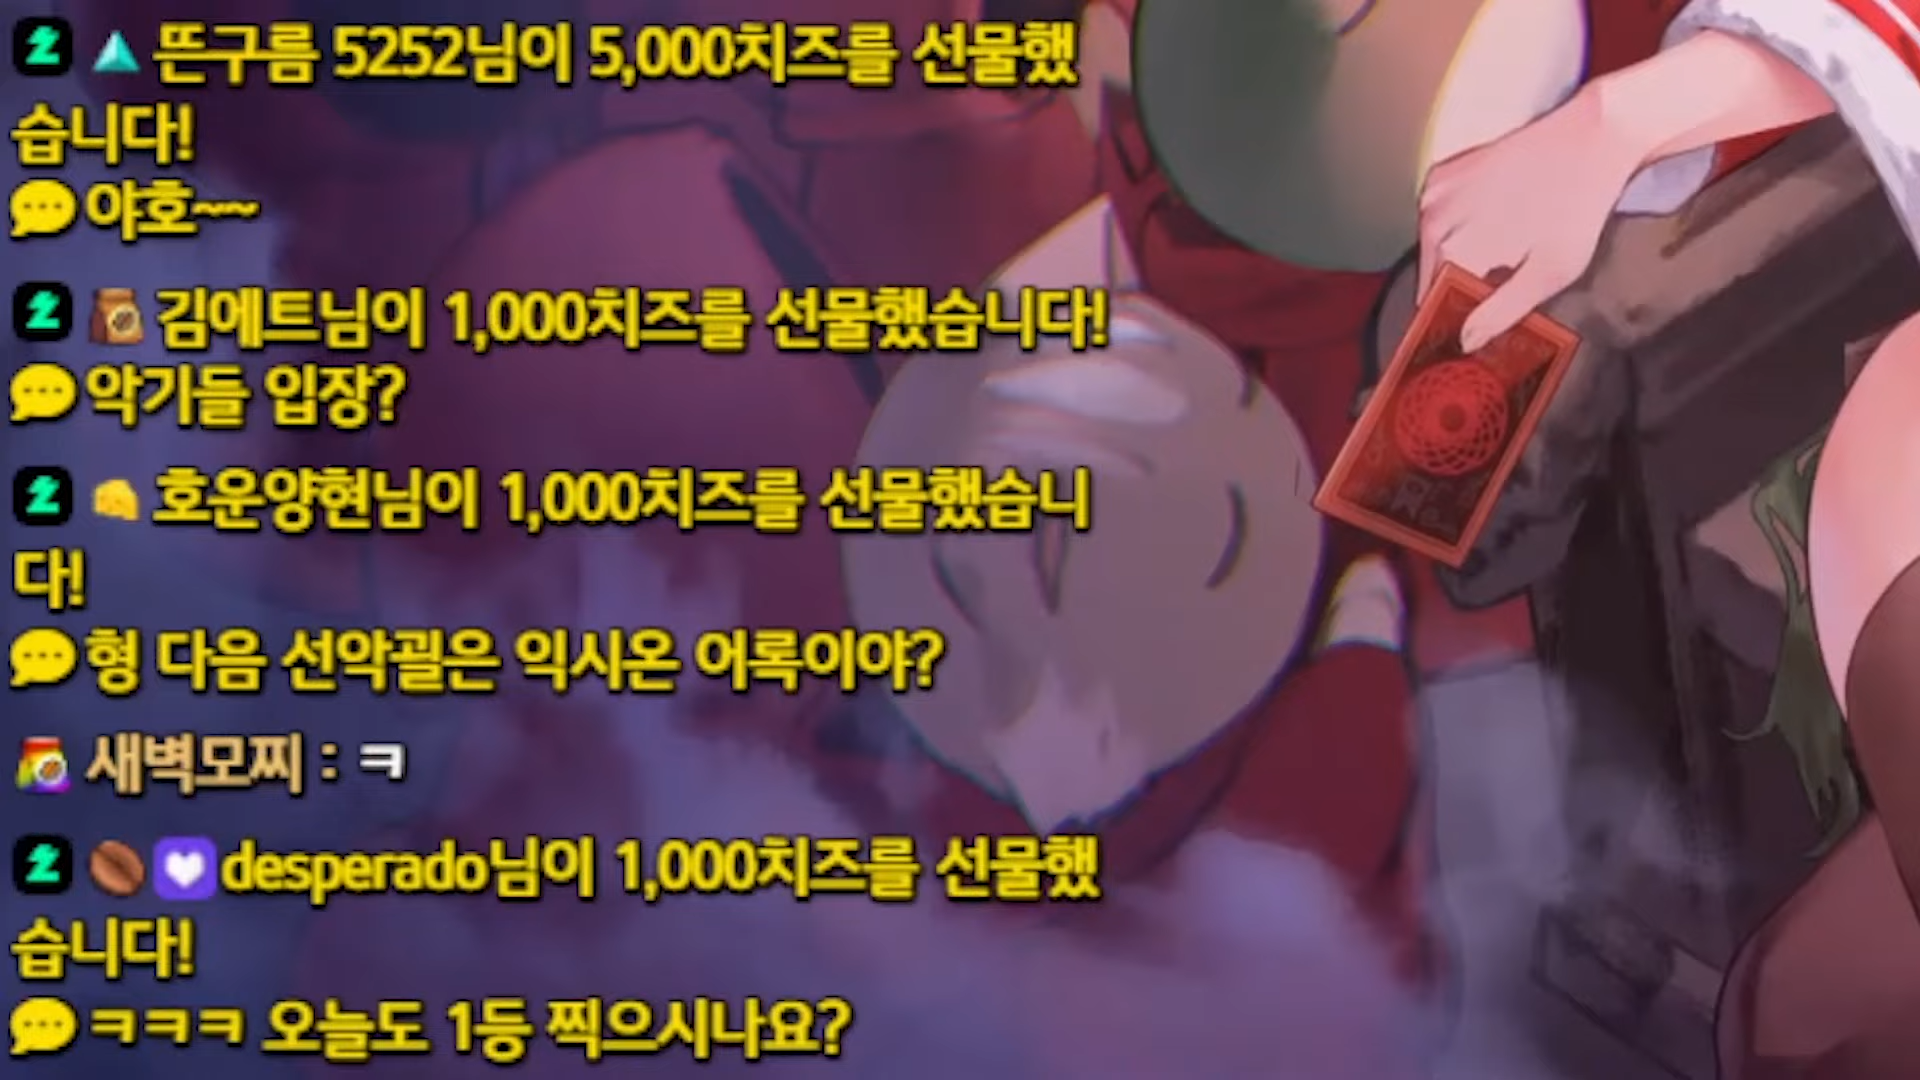 뜬구름 5252님이 5,000치즈를 선물했
습니다!
야호~~
김에트님이 1,000치즈를 선물했습니다!
악기들 입장?
호운양현님이 1,000치즈를 선물했습니
다!
형 다음 선악궐은 익시온 어록이야?
새벽모찌 : ㅋ
desperado님이 1,000치즈를 선물했
습니다!
ㅋㅋㅋ 오늘도 1등 찍으시나요?